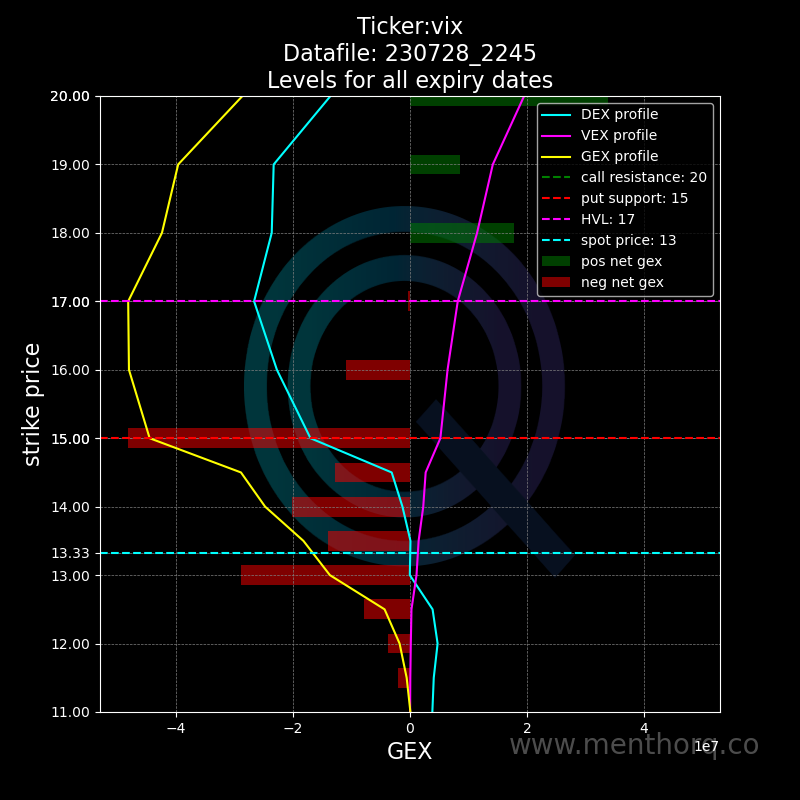 Ticker:vix
Datafile: 230728_2245
Levels for all expiry dates
DEX profile
VEX profile
GEX profile
call resistance: 20
put support: 15
HVL: 17
spot price: 13
pos net gex
neg net gex
strike price
20.00
19.00
18.00
17.00
16.00
15.00
14.00
13.33
13.00
12.00
11.00
−4 −2 0 2 4
GEX
1e7
www.menthorq.co